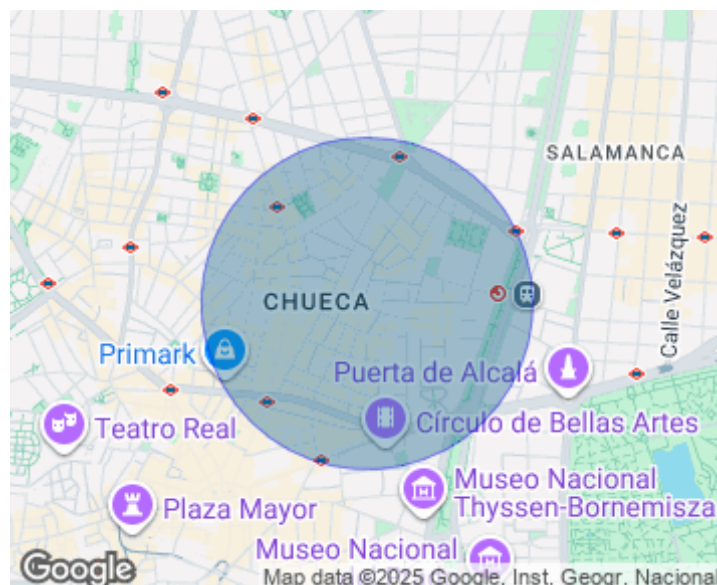 SALAMANCA
Calle Velázquez
CHUECA
Primark
Puerta de Alcalá
Teatro Real
Círculo de Bellas Artes
Museo Nacional
Thyssen-Bornemisza
Plaza Mayor
Museo Nacional
Google
Map data ©2025 Google, Inst. Geogr. Nacional